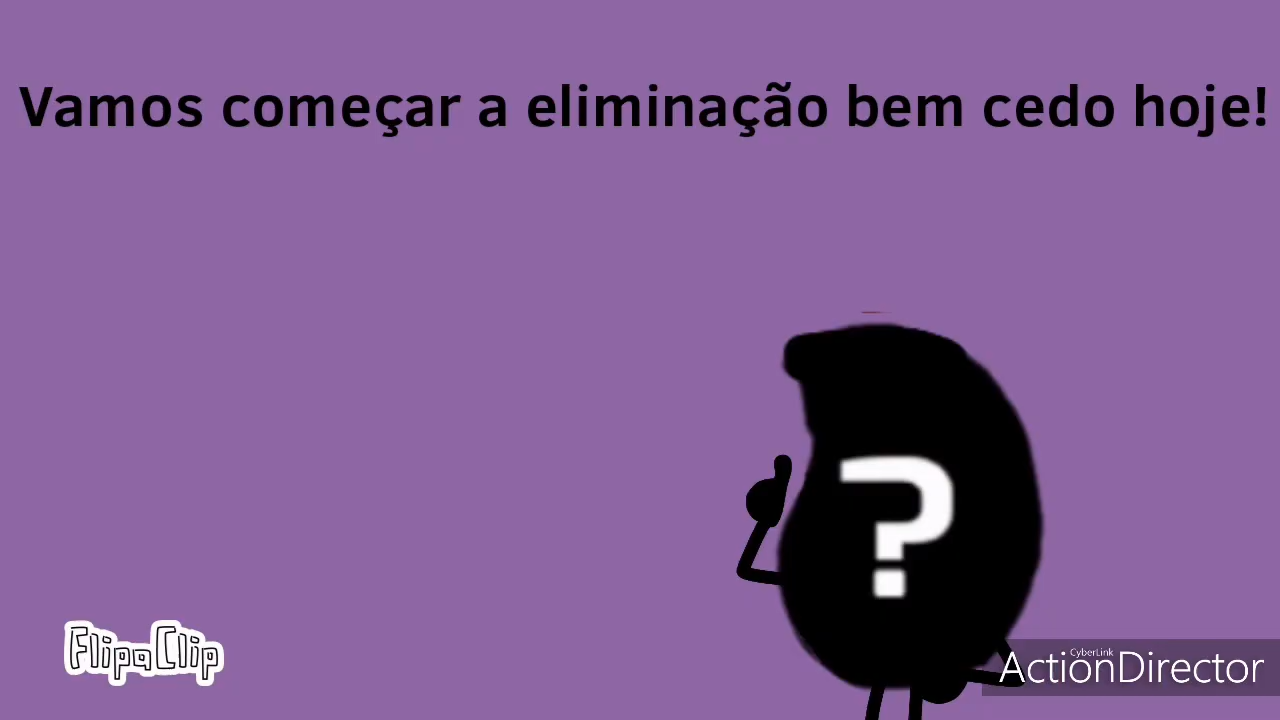 Vamos começar a eliminação bem cedo hoje!
?
FlipaClip
CyberLink
ActionDirector